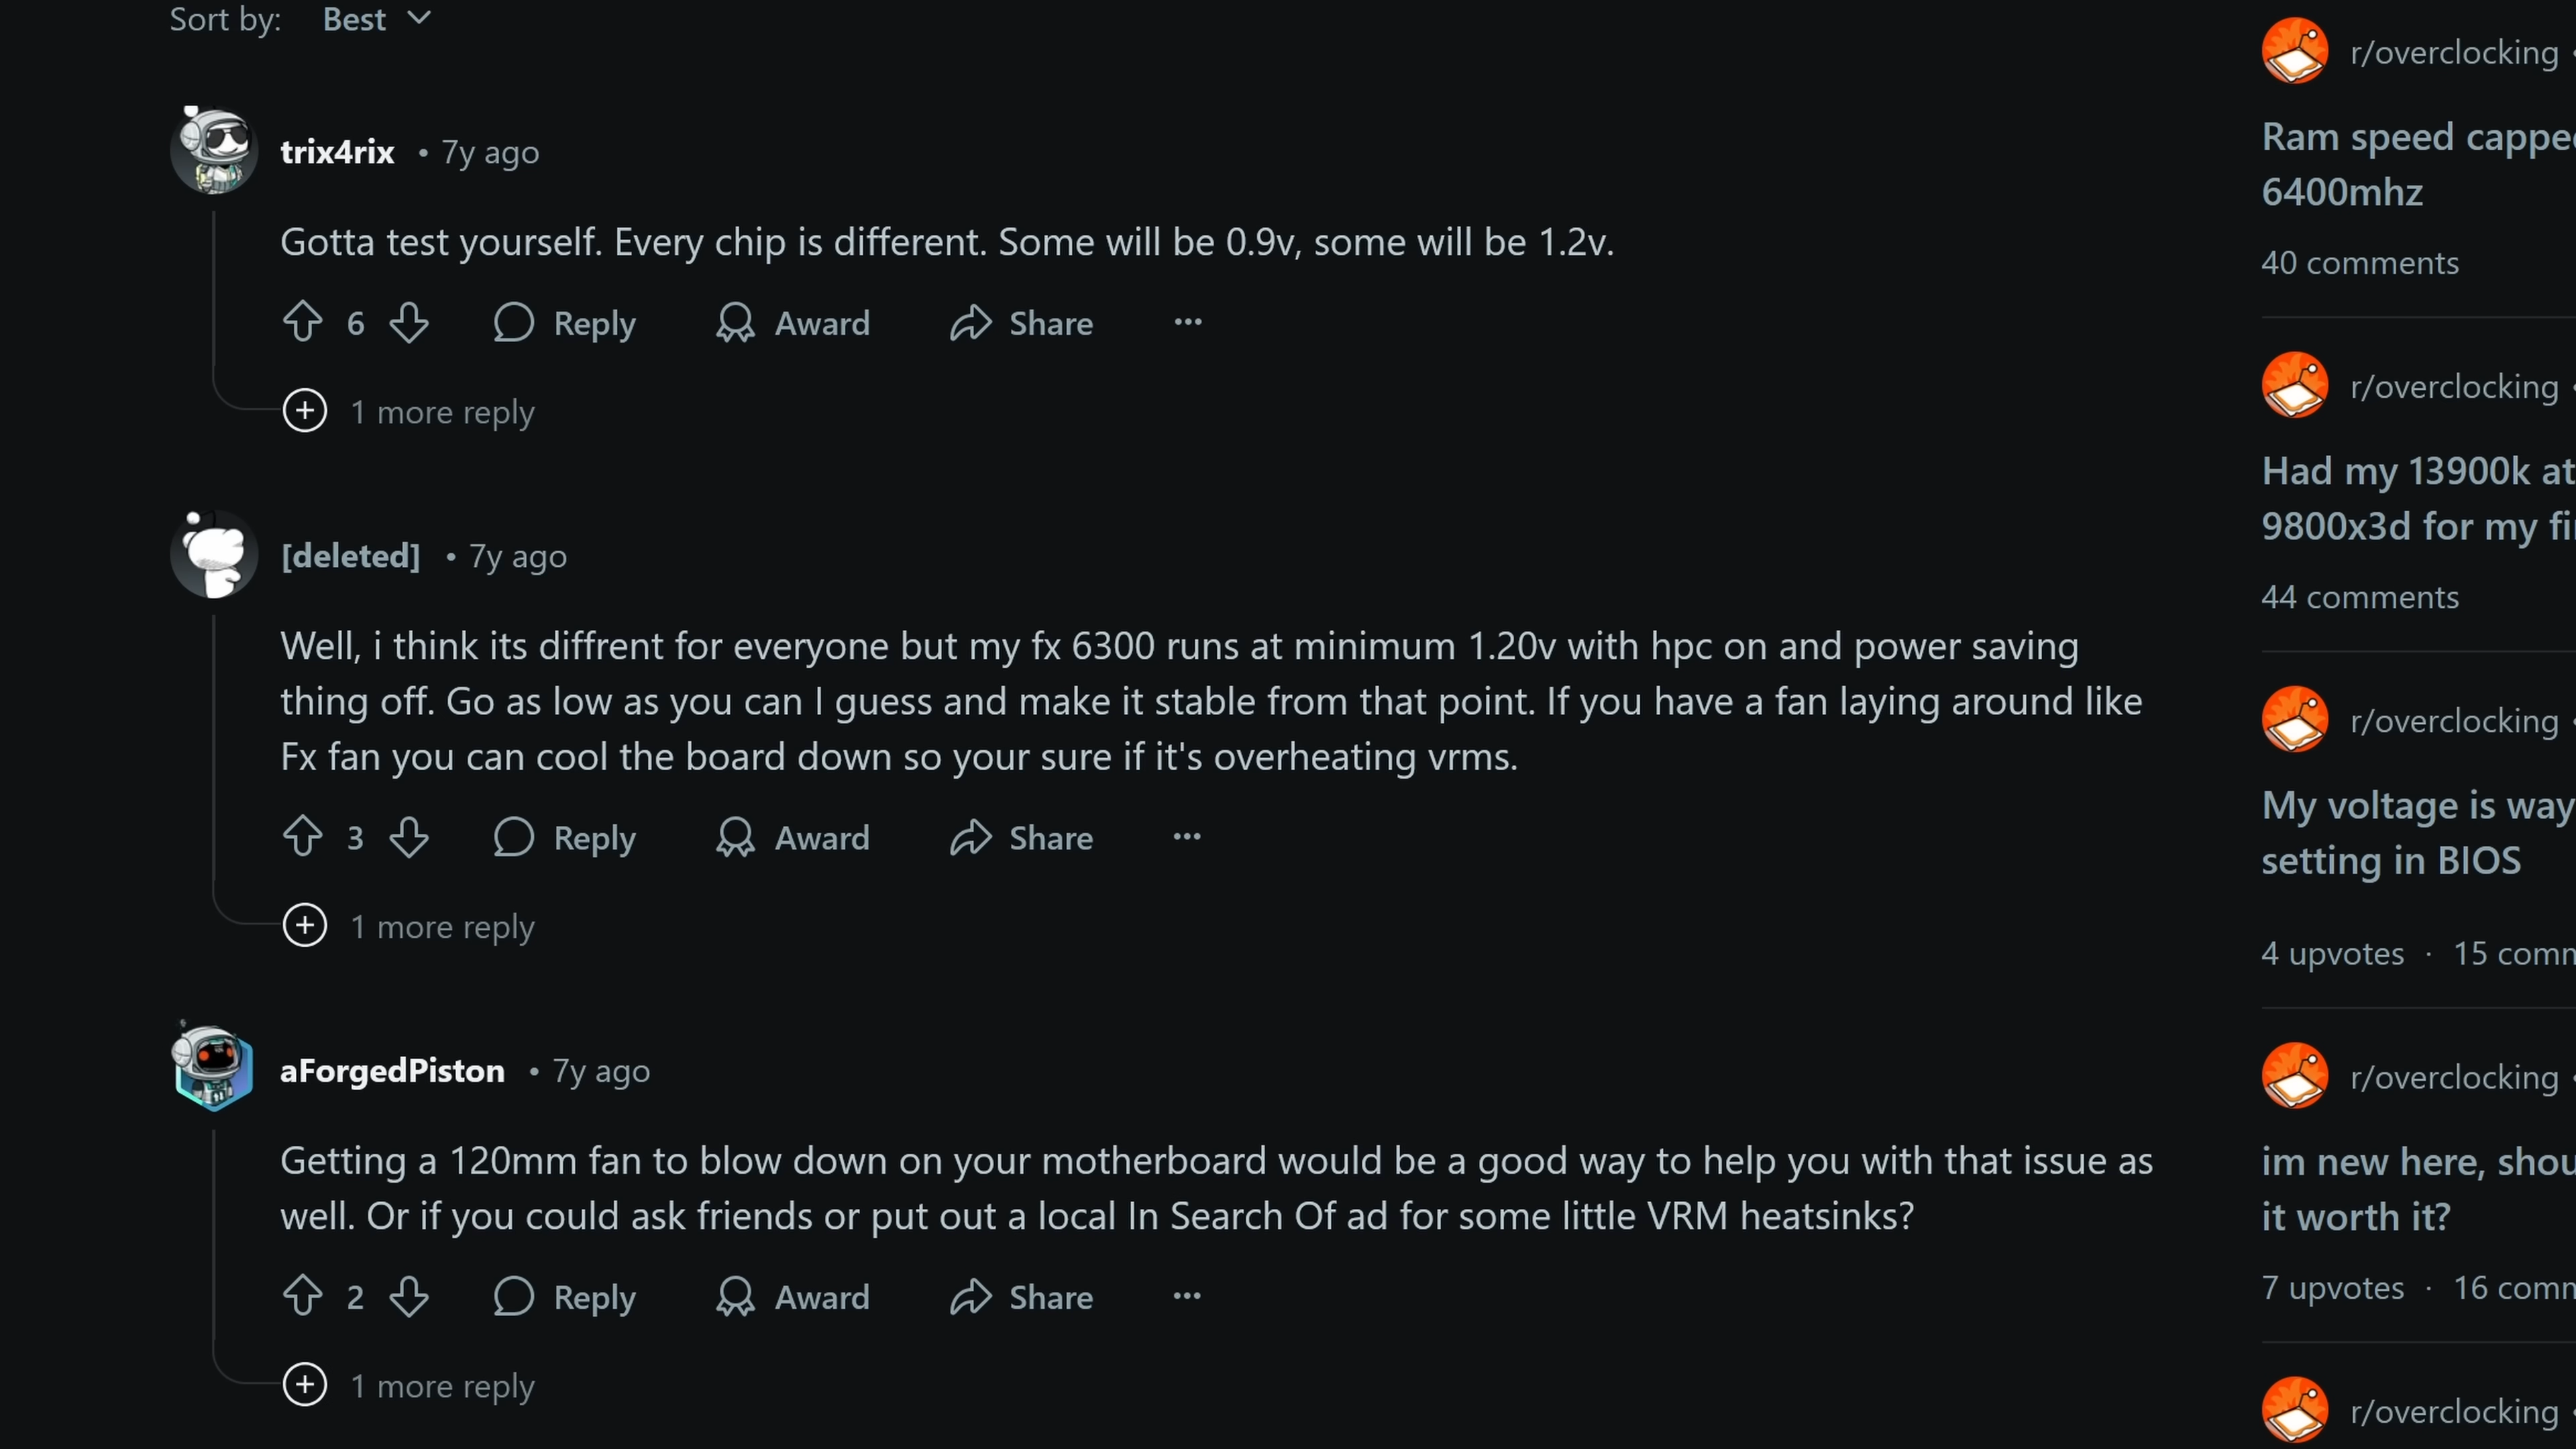 Sort by: Best
trix4rix • 7y ago
Gotta test yourself. Every chip is different. Some will be 0.9v, some will be 1.2v.
6 Reply Award Share
1 more reply
[deleted] • 7y ago
Well, i think its diffrent for everyone but my fx 6300 runs at minimum 1.20v with hpc on and power saving
thing off. Go as low as you can I guess and make it stable from that point. If you have a fan laying around like
Fx fan you can cool the board down so your sure if it's overheating vrms.
3 Reply Award Share
1 more reply
aForgedPiston • 7y ago
Getting a 120mm fan to blow down on your motherboard would be a good way to help you with that issue as
well. Or if you could ask friends or put out a local In Search Of ad for some little VRM heatsinks?
2 Reply Award Share
1 more reply
r/overclocking
Ram speed
6400mhz
40 comments
r/overclocking
Had my 13900k at
9800x3d for my
44 comments
r/overclocking
My voltage is way
setting in BIOS
4 upvotes · 15
r/overclocking
im new here,
it worth it?
7 upvotes · 16
r/overclocking